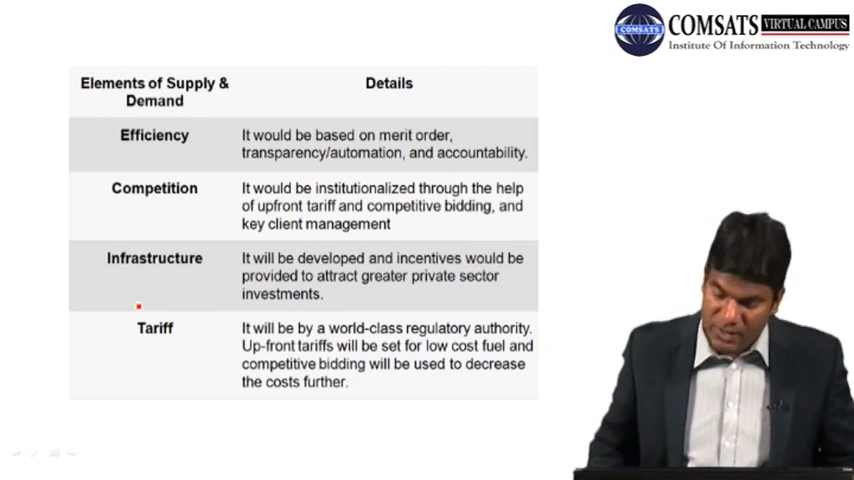 COMSATS VIRTUAL CAMPUS
COMSATS
Institute Of Information Technology
Elements of Supply &
Demand
Details
Efficiency
It would be based on merit order,
transparency/automation, and accountability.
Competition
It would be institutionalized through the help
of upfront tariff and competitive bidding, and
key client management
Infrastructure
It will be developed and incentives would be
provided to attract greater private sector
investments.
Tariff
It will be by a world-class regulatory authority.
Up-front tariffs will be set for low cost fuel and
competitive bidding will be used to decrease
the costs further.